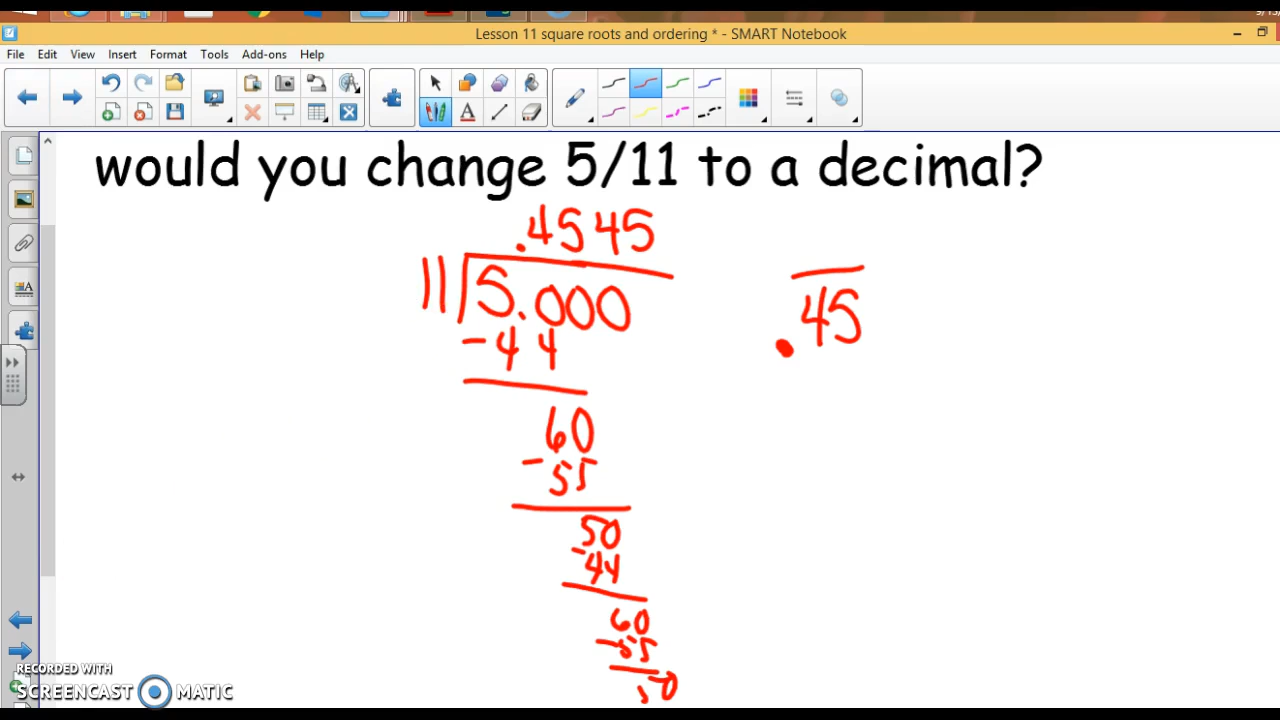 Lesson 11 square roots and ordering * - SMART Notebook
File Edit View Insert Format Tools Add-ons Help
would you change 5/11 to a decimal?
.4545
11 5.000
.45
-44
60
-55
50
-44
60
-55
50
RECORDED WITH
SCREENCAST MATIC